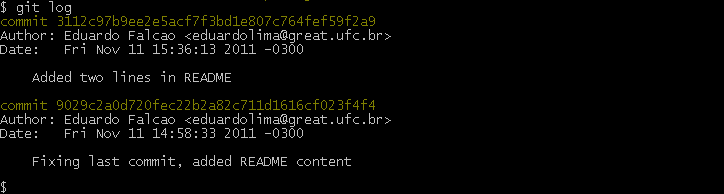 $ git log
commit 3112c97b9ee2e5acf7f3bd1e807c764fef59f2a9
Author: Eduardo Falcao <eduardolima@great.ufc.br>
Date:   Fri Nov 11 15:36:13 2011 -0300
    Added two lines in README
commit 9029c2a0d720fec22b2a82c711d1616cf023f4f4
Author: Eduardo Falcao <eduardolima@great.ufc.br>
Date:   Fri Nov 11 14:58:33 2011 -0300
    Fixing last commit, added README content
$